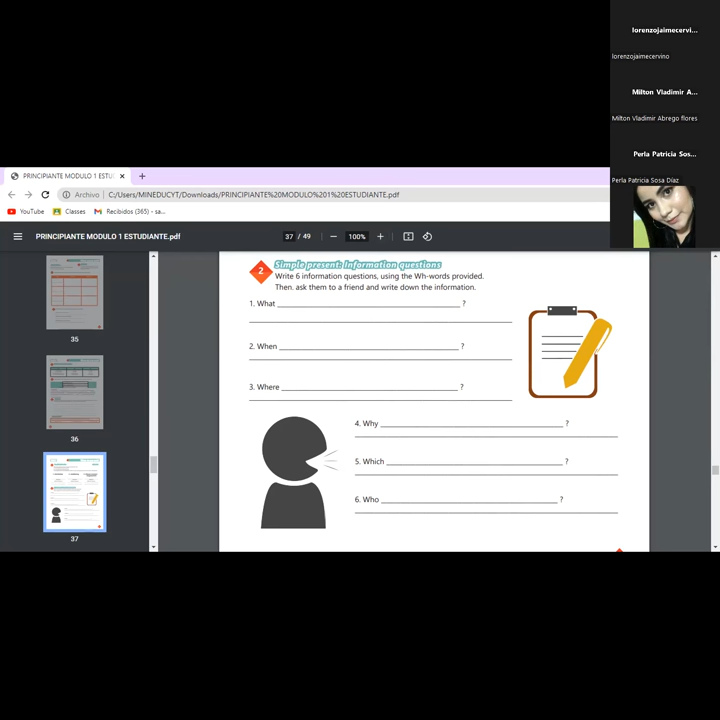 lorenzojaimecervi...
lorenzojaimecervino
Milton Vladimir A...
Milton Vladimir Abrego flores
Perla Patricia Sos...
Perla Patricia Sosa Díaz
PRINCIPIANTE MODULO 1 ESTU
Archivo
C:/Users/MINEDUCYT/Downloads/PRINCIPIANTE%20MODULO%201%20ESTUDIANTE.pdf
YouTube
Classes
Recibidos (365) - sa...
PRINCIPIANTE MODULO 1 ESTUDIANTE.pdf
37 / 49
100%
35
36
37
2
Simple present: Information questions
Write 6 information questions, using the Wh-words provided.
Then. ask them to a friend and write down the information.
1. What ?
2. When ?
3. Where ?
4. Why ?
5. Which ?
6. Who ?